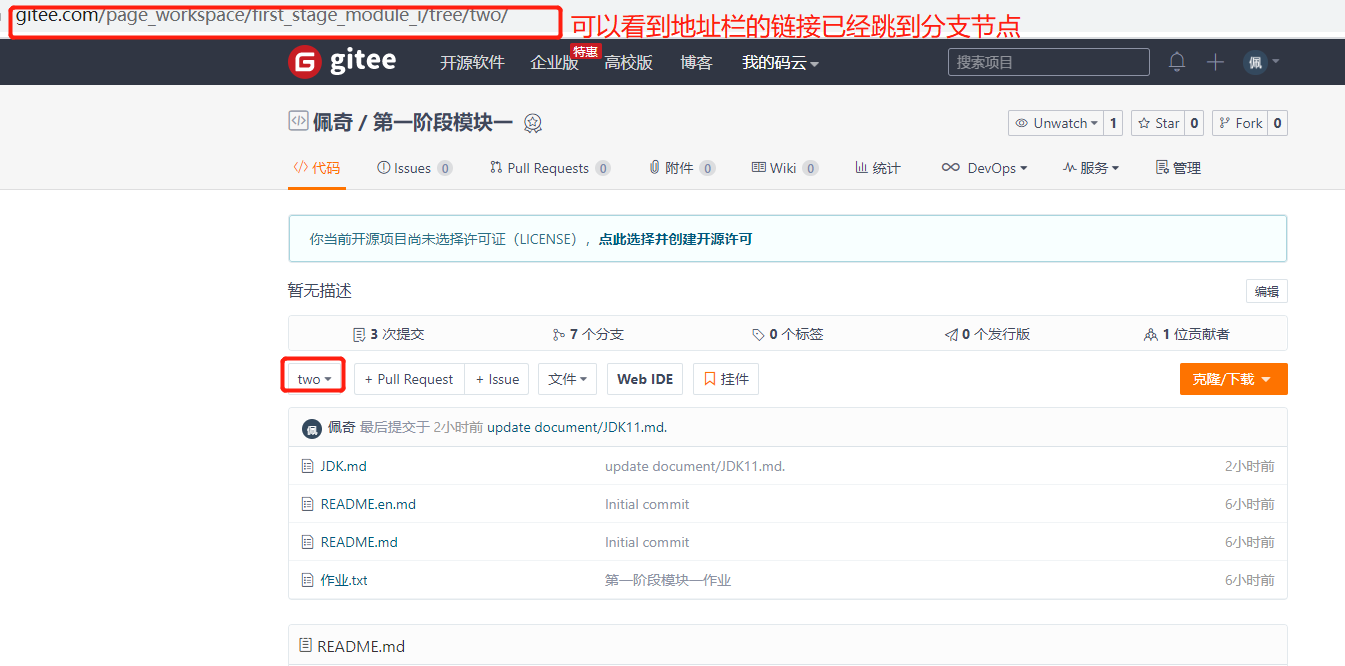 gitee.com/page_workspace/first_stage_module_i/tree/two/
可以看到地址栏的链接已经跳到分支节点
G gitee 开源软件 企业版 特惠 高校版 博客 我的码云 搜索项目 佩
佩奇 / 第一阶段模块一 Unwatch 1 Star 0 Fork 0
代码 Issues 0 Pull Requests 0 附件 0 Wiki 0 统计 DevOps 服务 管理
你当前开源项目尚未选择许可证（LICENSE），点此选择并创建开源许可
暂无描述 编辑
3 次提交 7 个分支 0 个标签 0 个发行版 1 位贡献者
two + Pull Request + Issue 文件 Web IDE 挂件 克隆/下载
佩 佩奇 最后提交于 2小时前 update document/JDK11.md.
JDK.md update document/JDK11.md. 2小时前
README.en.md Initial commit 6小时前
README.md Initial commit 6小时前
作业.txt 第一阶段模块一作业 6小时前
README.md